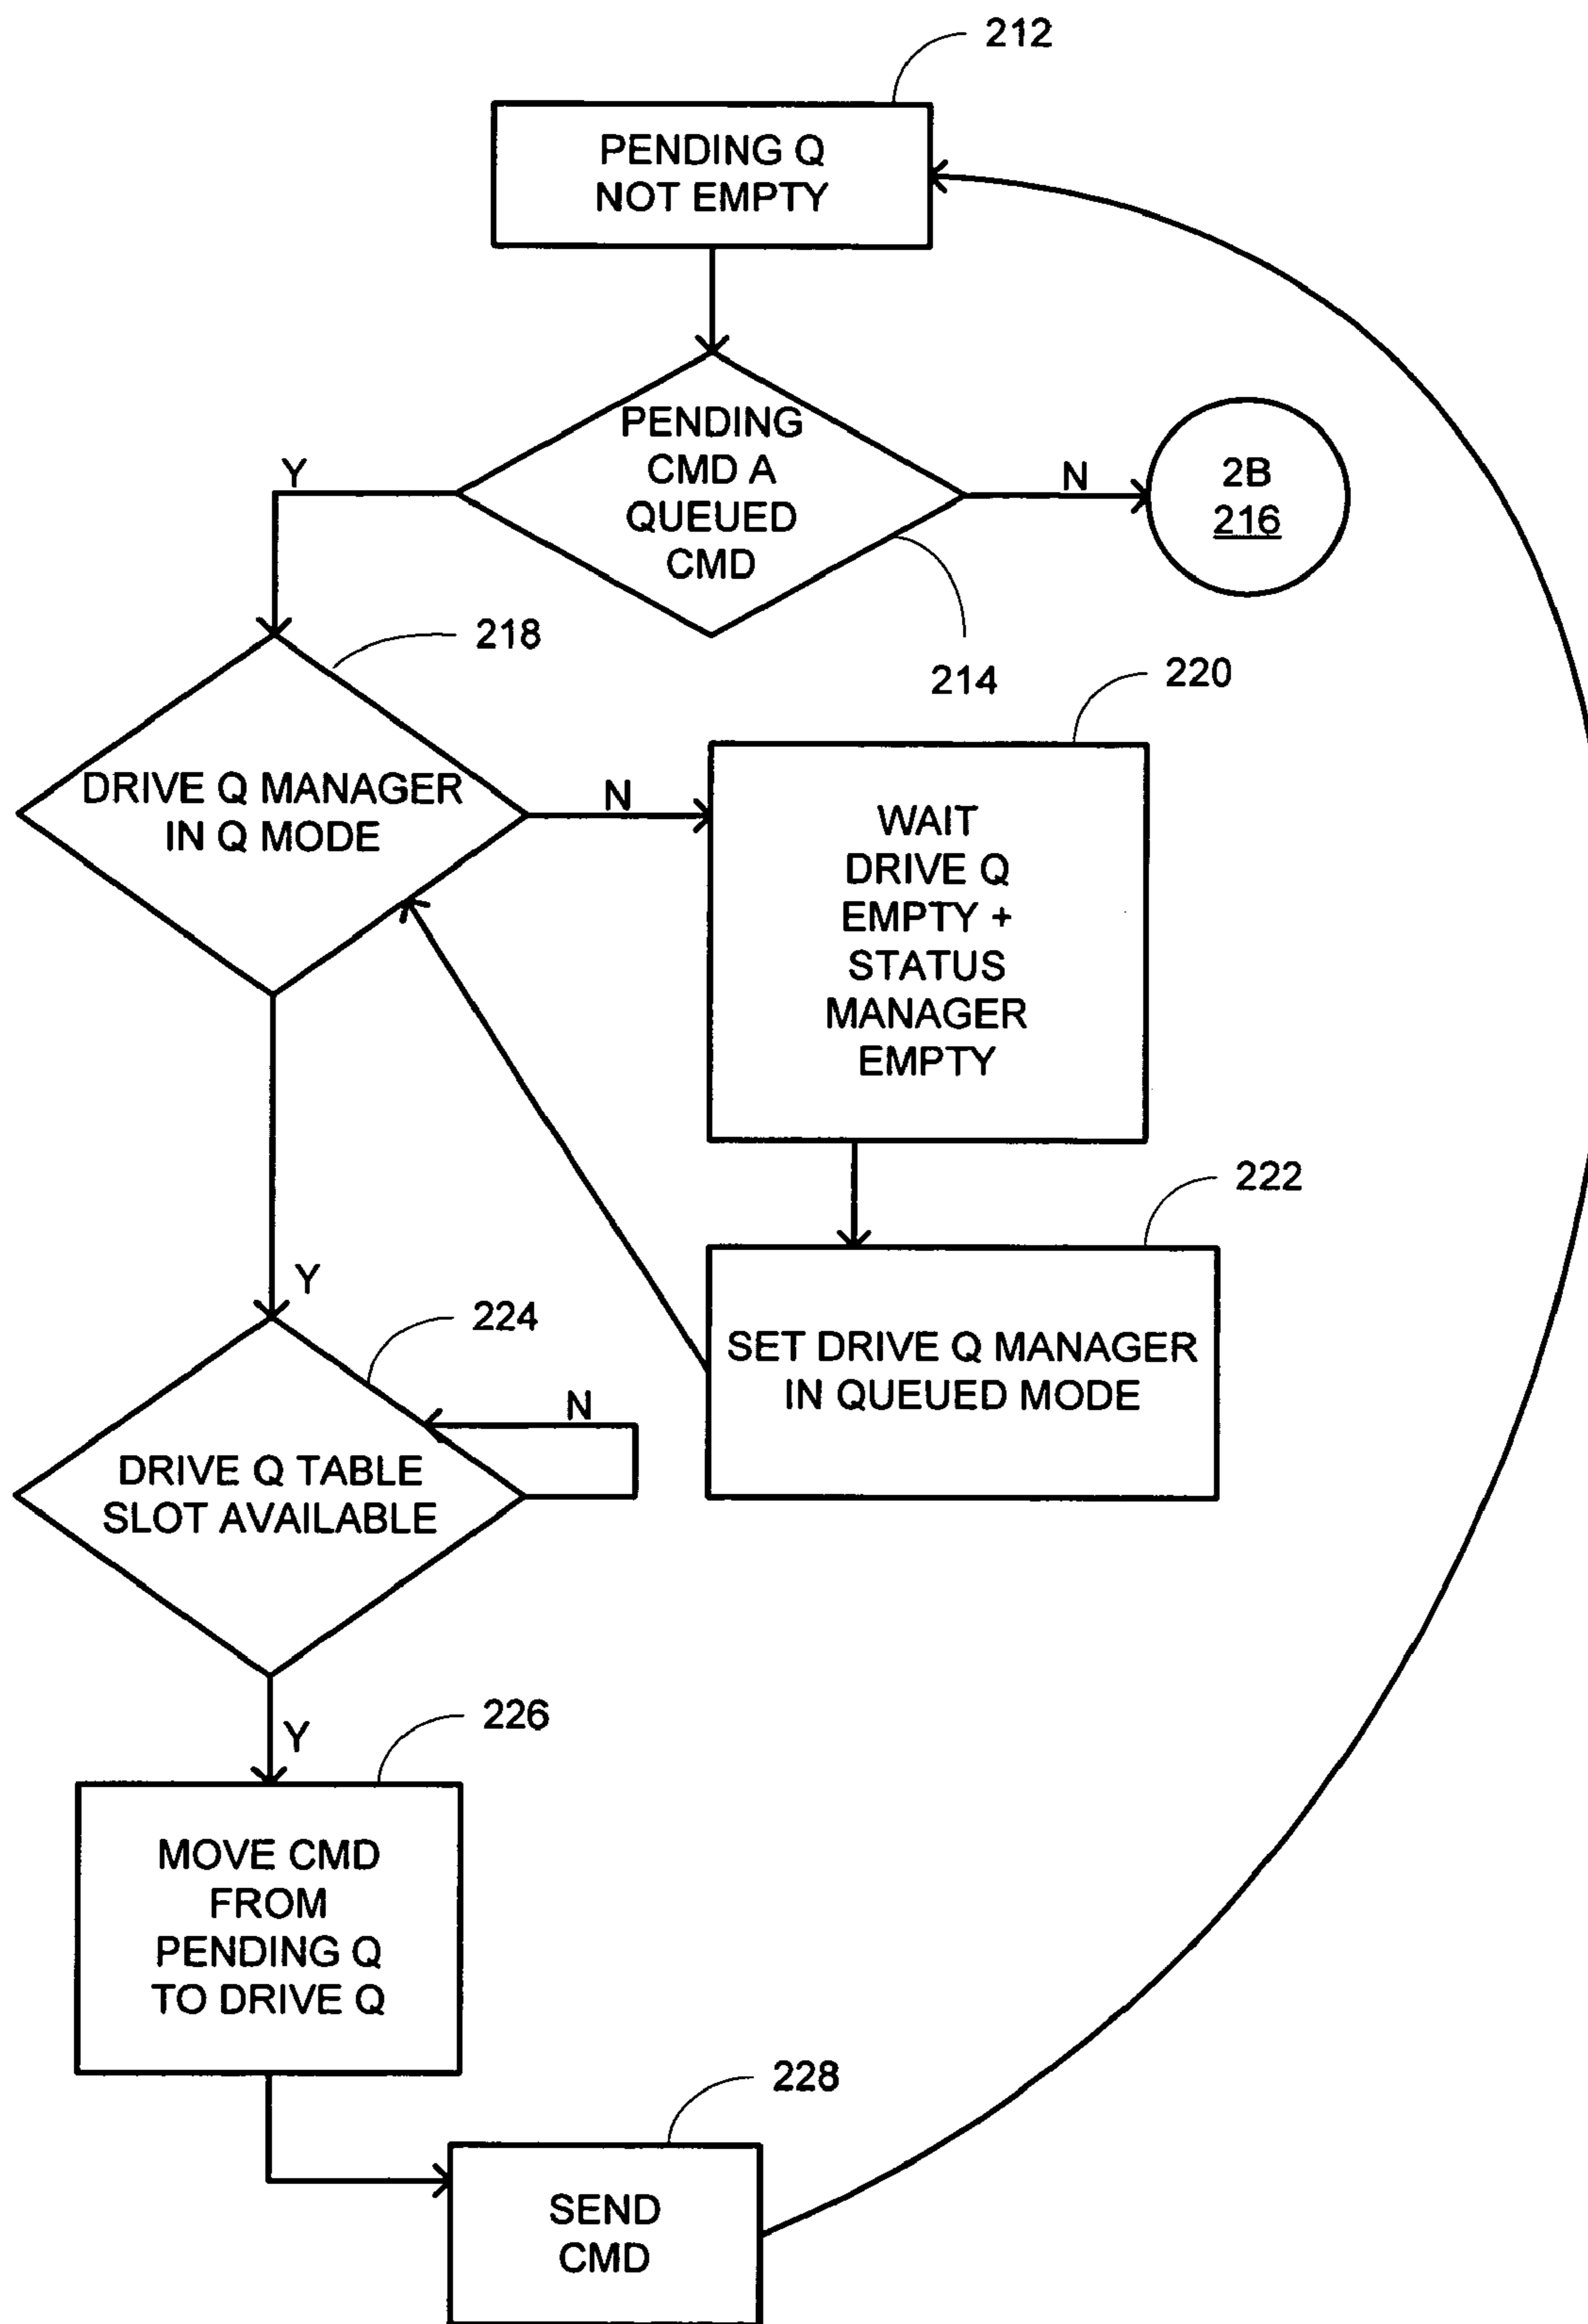 212
PENDING Q
NOT EMPTY
PENDING
CMD A
QUEUED
CMD
Y
N
2B
216
214
218
220
DRIVE Q MANAGER
IN Q MODE
N
WAIT
DRIVE Q
EMPTY +
STATUS
MANAGER
EMPTY
222
SET DRIVE Q MANAGER
IN QUEUED MODE
Y
224
N
DRIVE Q TABLE
SLOT AVAILABLE
Y
226
MOVE CMD
FROM
PENDING Q
TO DRIVE Q
228
SEND
CMD